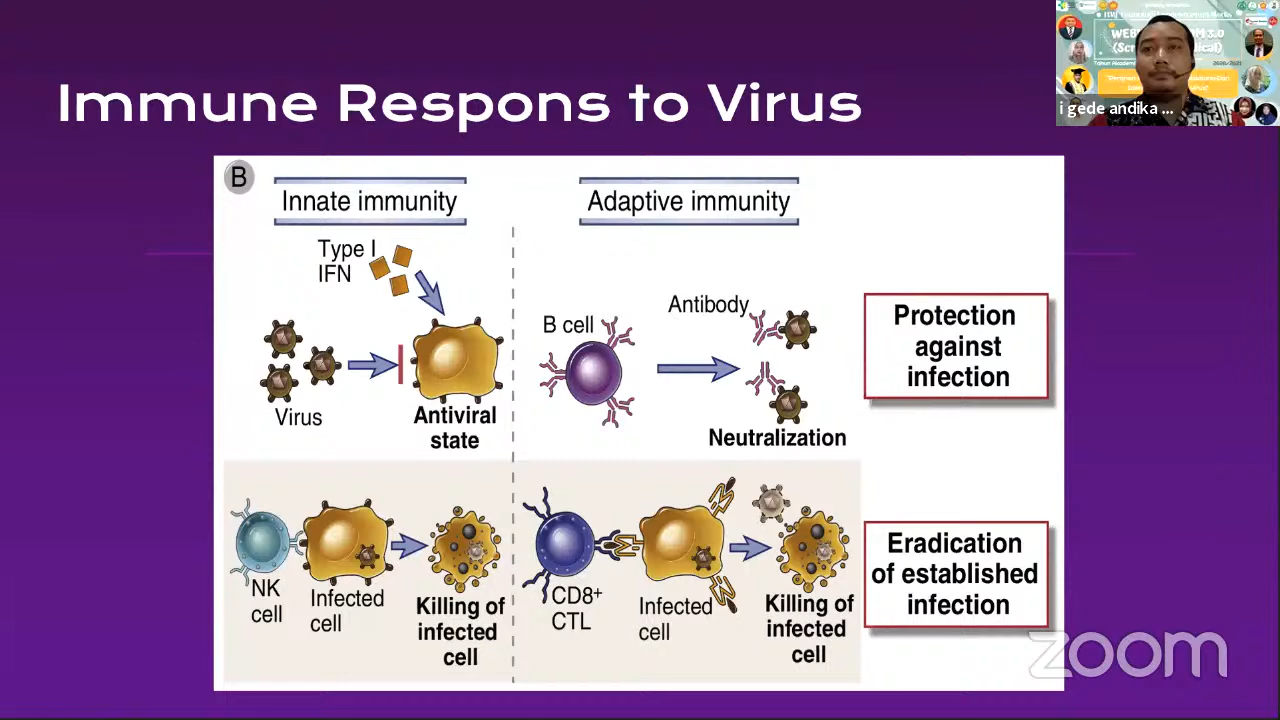 Immune Respons to Virus
B
Innate immunity
Adaptive immunity
Type I
IFN
Virus
Antiviral
state
B cell
Antibody
Neutralization
Protection
against
infection
NK
cell
Infected
cell
Killing of
infected
cell
CD8+
CTL
Infected
cell
Killing of
infected
cell
Eradication
of established
infection
i gede andika ...
zoom